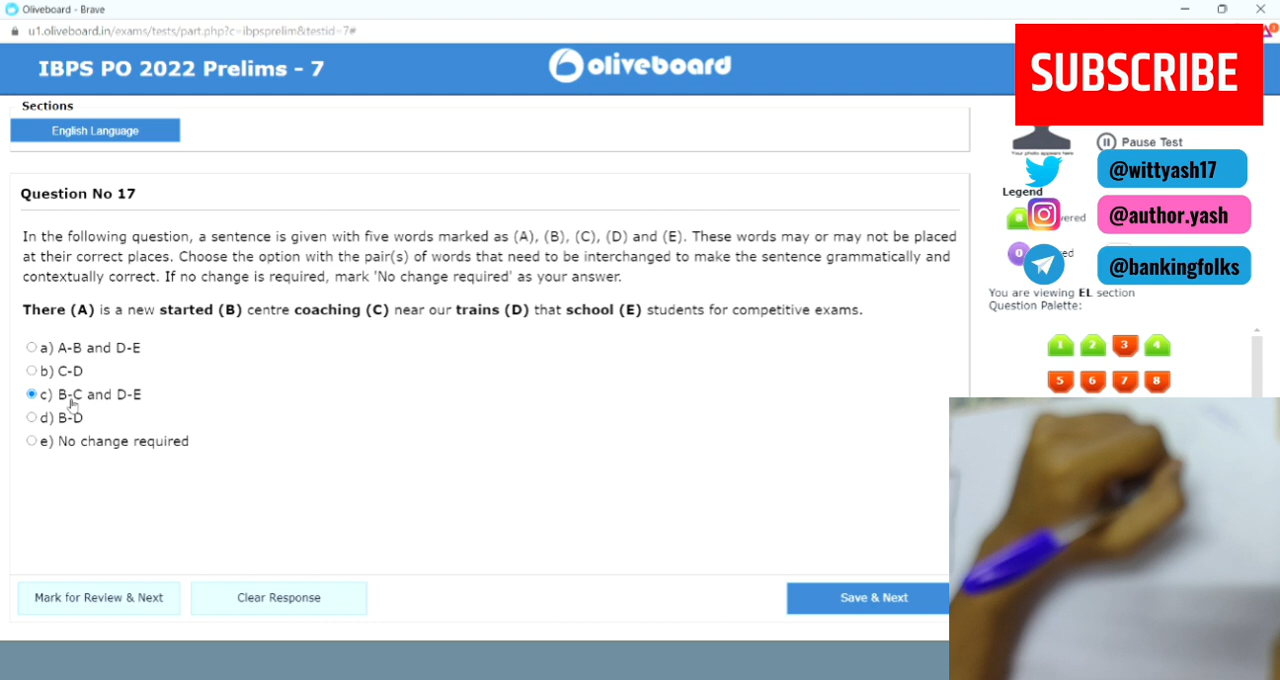 Oliveboard - Brave
u1.oliveboard.in/exams/tests/part.php?c=ibpsprelim&testid=7#
IBPS PO 2022 Prelims - 7
oliveboard
SUBSCRIBE
Sections
English Language
Your photo appears here
Pause Test
@wittyash17
Legend
@author.yash
@bankingfolks
Question No 17
In the following question, a sentence is given with five words marked as (A), (B), (C), (D) and (E). These words may or may not be placed
at their correct places. Choose the option with the pair(s) of words that need to be interchanged to make the sentence grammatically and
contextually correct. If no change is required, mark 'No change required' as your answer.
There (A) is a new started (B) centre coaching (C) near our trains (D) that school (E) students for competitive exams.
a) A-B and D-E
b) C-D
c) B-C and D-E
d) B-D
e) No change required
You are viewing EL section
Question Palette:
1 2 3 4
5 6 7 8
Mark for Review & Next
Clear Response
Save & Next